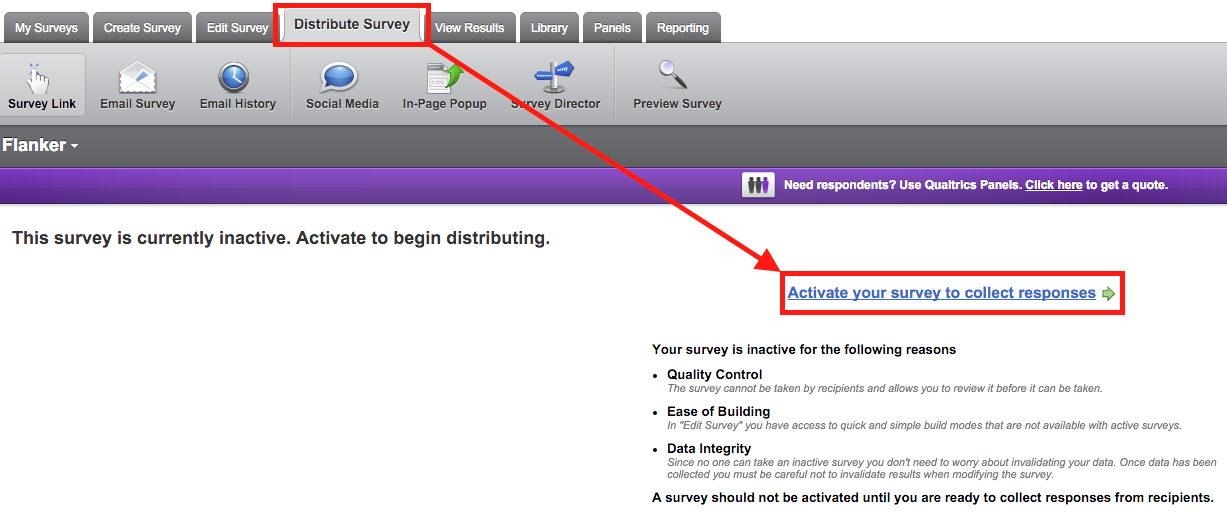 My Surveys Create Survey Edit Survey Distribute Survey View Results Library Panels Reporting
Survey Link Email Survey Email History Social Media In-Page Popup Survey Director Preview Survey
Flanker
Need respondents? Use Qualtrics Panels. Click here to get a quote.
This survey is currently inactive. Activate to begin distributing.
Activate your survey to collect responses
Your survey is inactive for the following reasons
• Quality Control
The survey cannot be taken by recipients and allows you to review it before it can be taken.
• Ease of Building
In "Edit Survey" you have access to quick and simple build modes that are not available with active surveys.
• Data Integrity
Since no one can take an inactive survey you don't need to worry about invalidating your data. Once data has been
collected you must be careful not to invalidate results when modifying the survey.
A survey should not be activated until you are ready to collect responses from recipients.